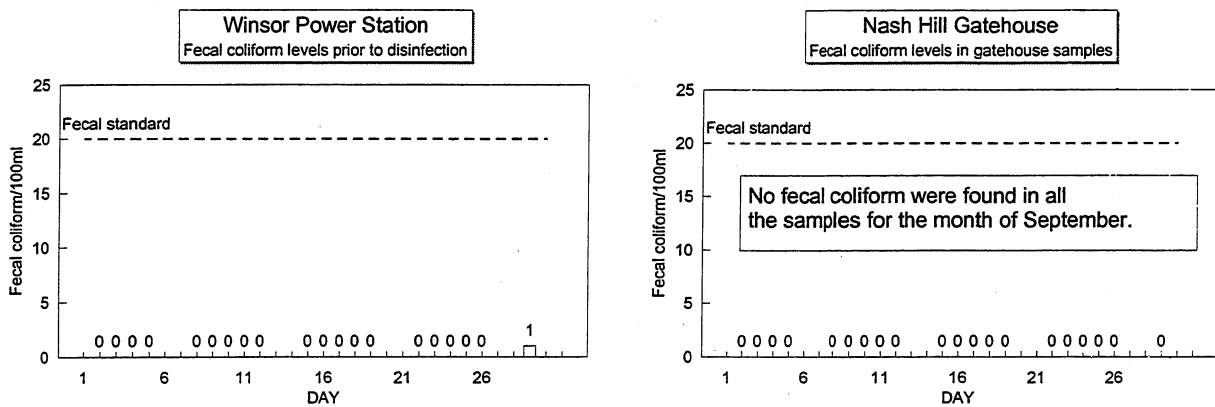 Winsor Power Station
Fecal coliform levels prior to disinfection
25
20
15
10
5
0
Fecal coliform/100ml
Fecal standard
0 0 0 0 0 0 0 0 0 0 0 0 0 0 0 0 0 0 0 1
1 6 11 16 21 26
DAY
Nash Hill Gatehouse
Fecal coliform levels in gatehouse samples
25
20
15
10
5
0
Fecal coliform/100ml
Fecal standard
No fecal coliform were found in all
the samples for the month of September.
0 0 0 0 0 0 0 0 0 0 0 0 0 0 0 0 0 0 0 0
1 6 11 16 21 26
DAY